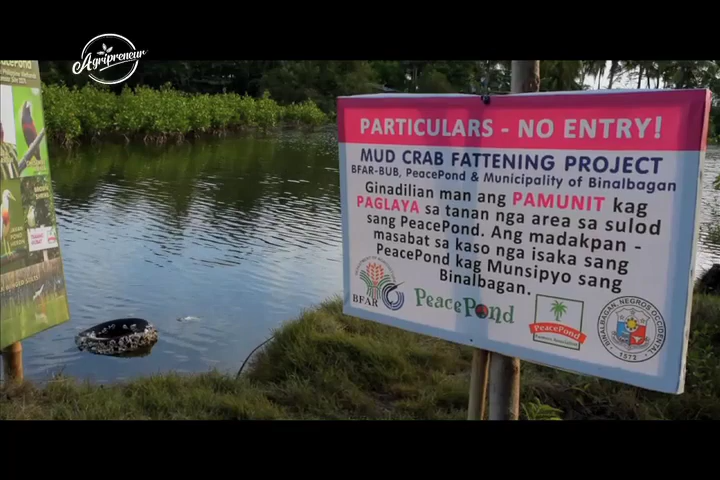 Agripreneur
PARTICULARS - NO ENTRY!
MUD CRAB FATTENING PROJECT
BFAR-BUB, PeacePond & Municipality of Binalbagan
Ginadilian man ang PAMUNIT kag
PAGLAYA sa tanan nga area sa sulod
sang PeacePond. Ang madakpan -
masabat sa kaso nga isaka sang
PeacePond kag Munsipyo sang
Binalbagan.
BFAR
PeacePond
PeacePond
BINALBAGAN, NEGROS OCCIDENTAL
1572